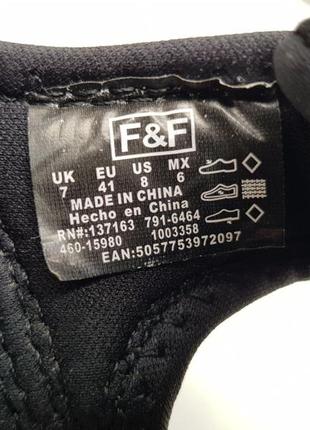 F&F
UK EU US MX
7 41 8 6
MADE IN CHINA
Hecho en China
RN#:137163 791-6464
460-15980 1003358
EAN:5057753972097